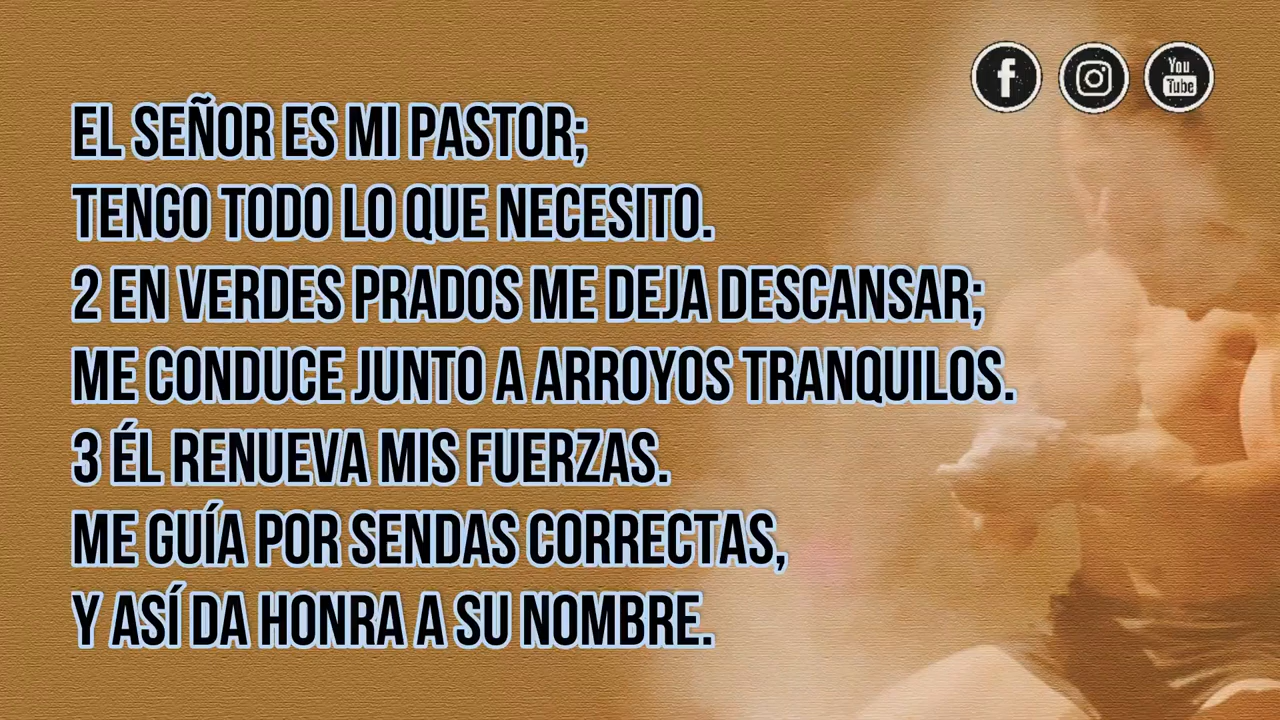 You
Tube
EL SEÑOR ES MI PASTOR;
TENGO TODO LO QUE NECESITO.
2 EN VERDES PRADOS ME DEJA DESCANSAR;
ME CONDUCE JUNTO A ARROYOS TRANQUILOS.
3 ÉL RENUEVA MIS FUERZAS.
ME GUÍA POR SENDAS CORRECTAS,
Y ASÍ DA HONRA A SU NOMBRE.